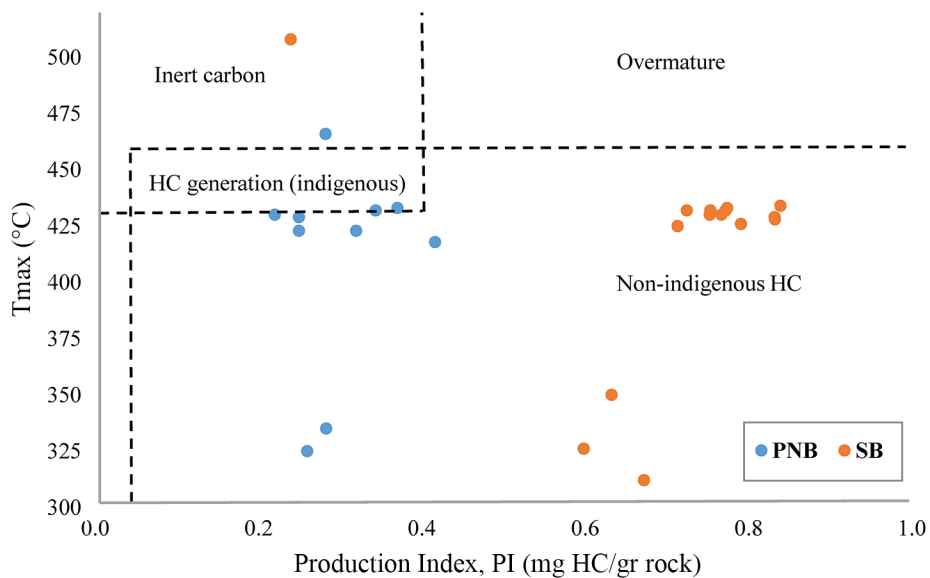 500
Inert carbon
Overmature
475
450
HC generation (indigenous)
425
400
Non-indigenous HC
375
350
325
300
Tmax (°C)
PNB SB
0.0 0.2 0.4 0.6 0.8 1.0
Production Index, PI (mg HC/gr rock)